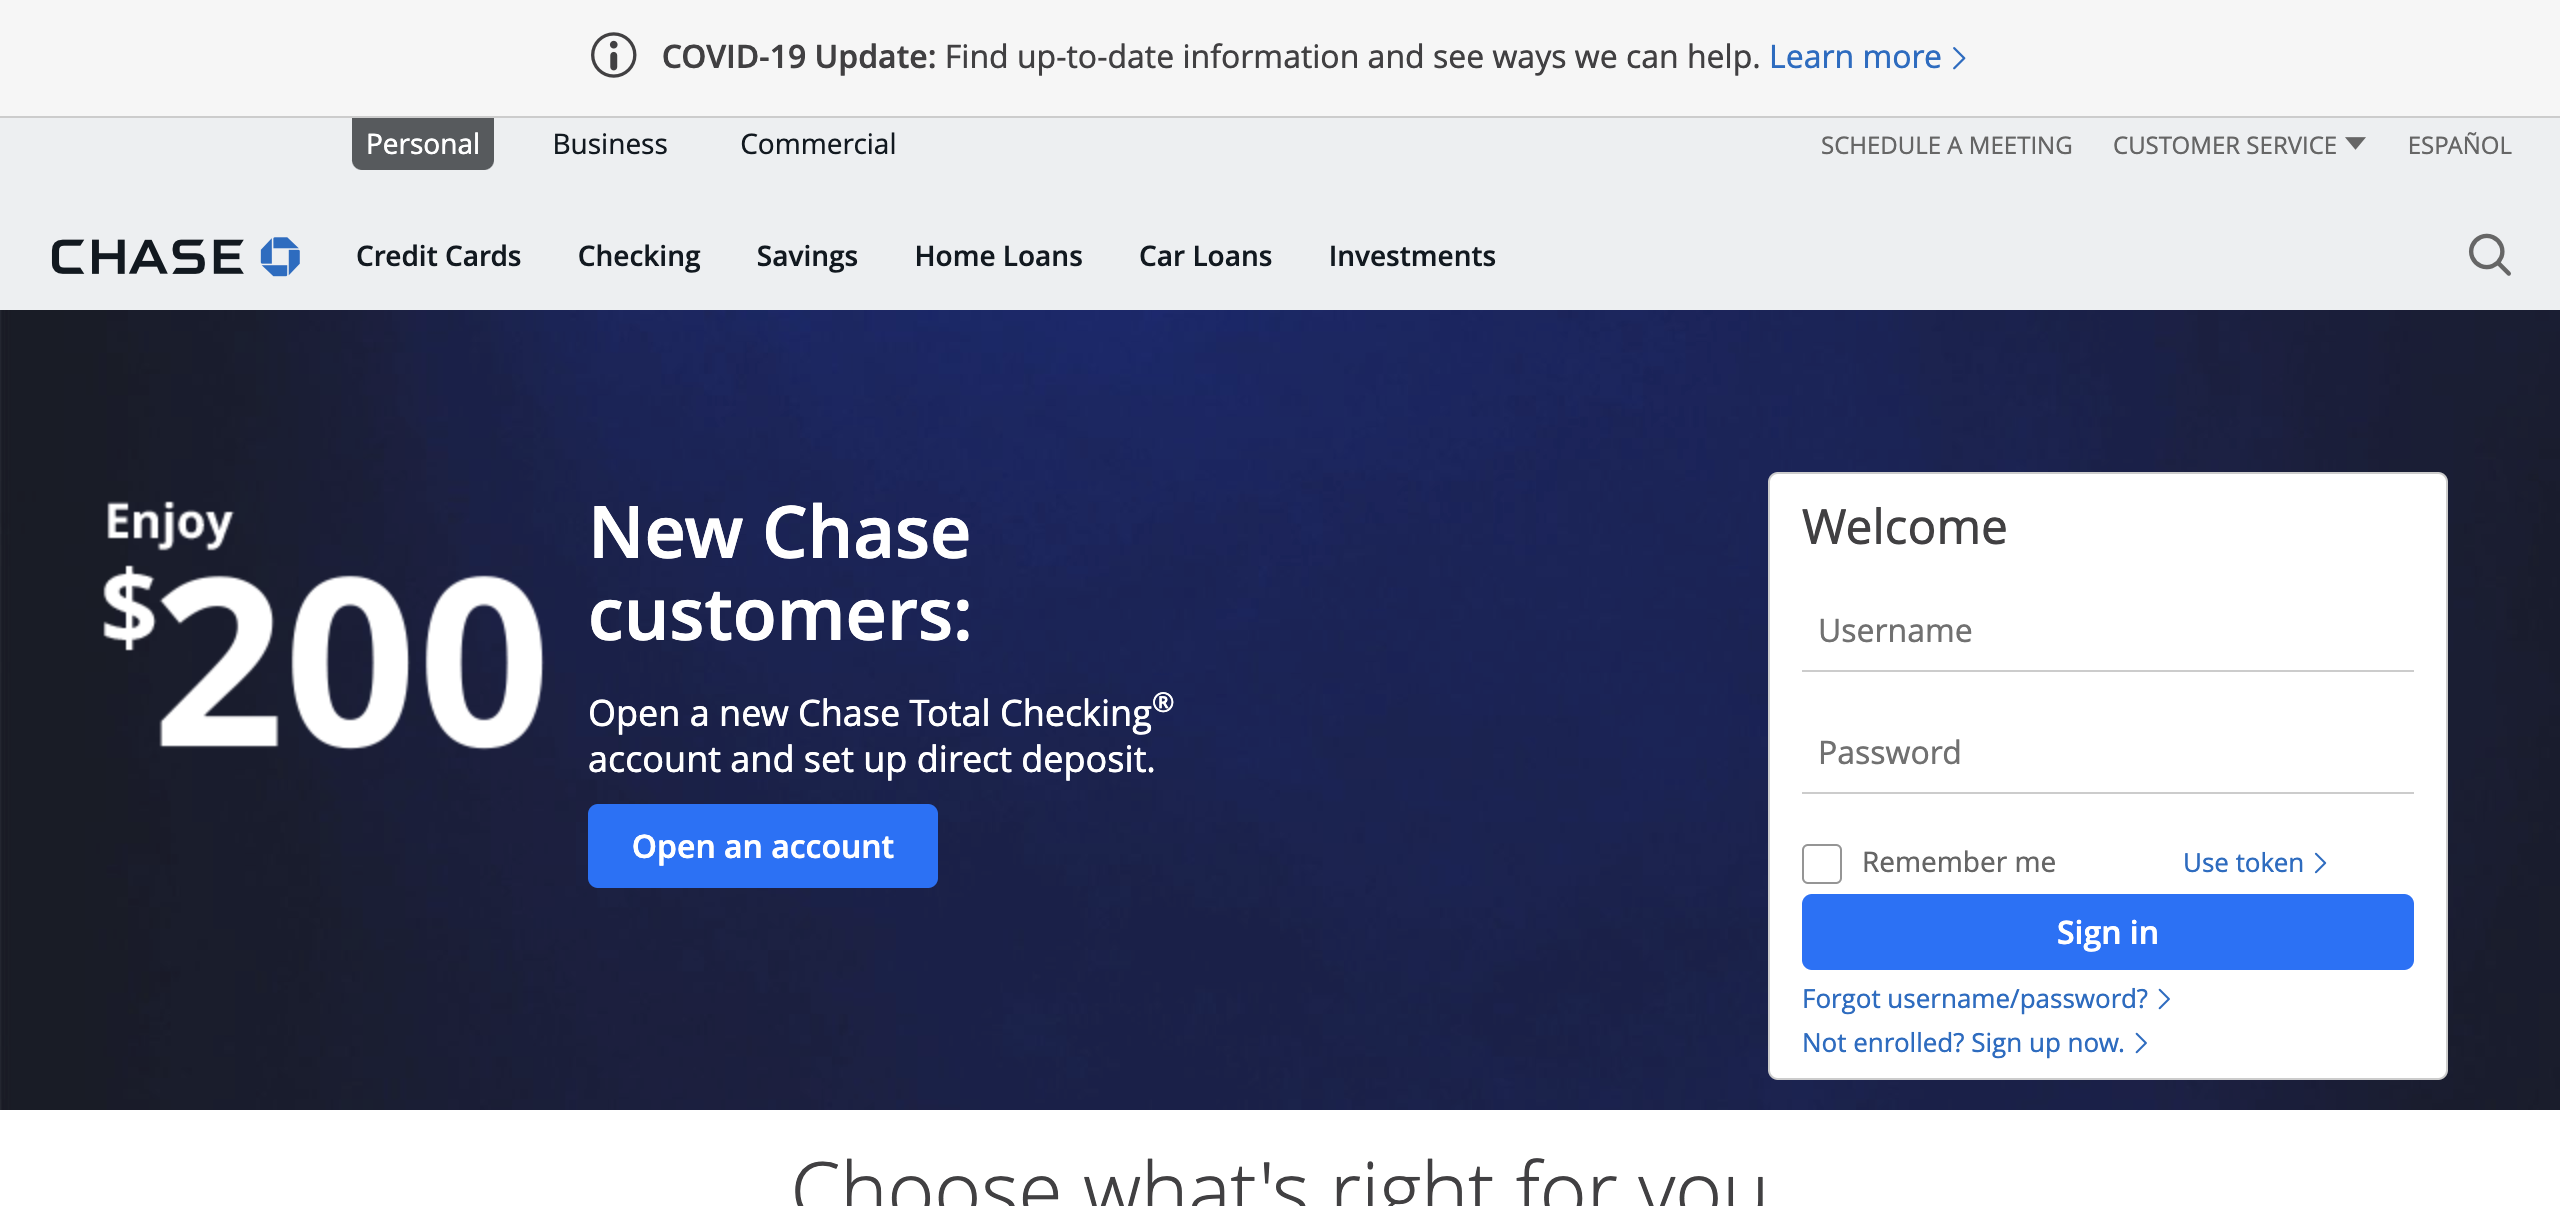 COVID-19 Update: Find up-to-date information and see ways we can help. Learn more
Personal Business Commercial SCHEDULE A MEETING CUSTOMER SERVICE ESPAÑOL
CHASE Credit Cards Checking Savings Home Loans Car Loans Investments
Enjoy
$200
New Chase
customers:
Open a new Chase Total Checking®
account and set up direct deposit.
Open an account
Welcome
Username
Password
Remember me Use token
Sign in
Forgot username/password?
Not enrolled? Sign up now.
Choose what's right for you